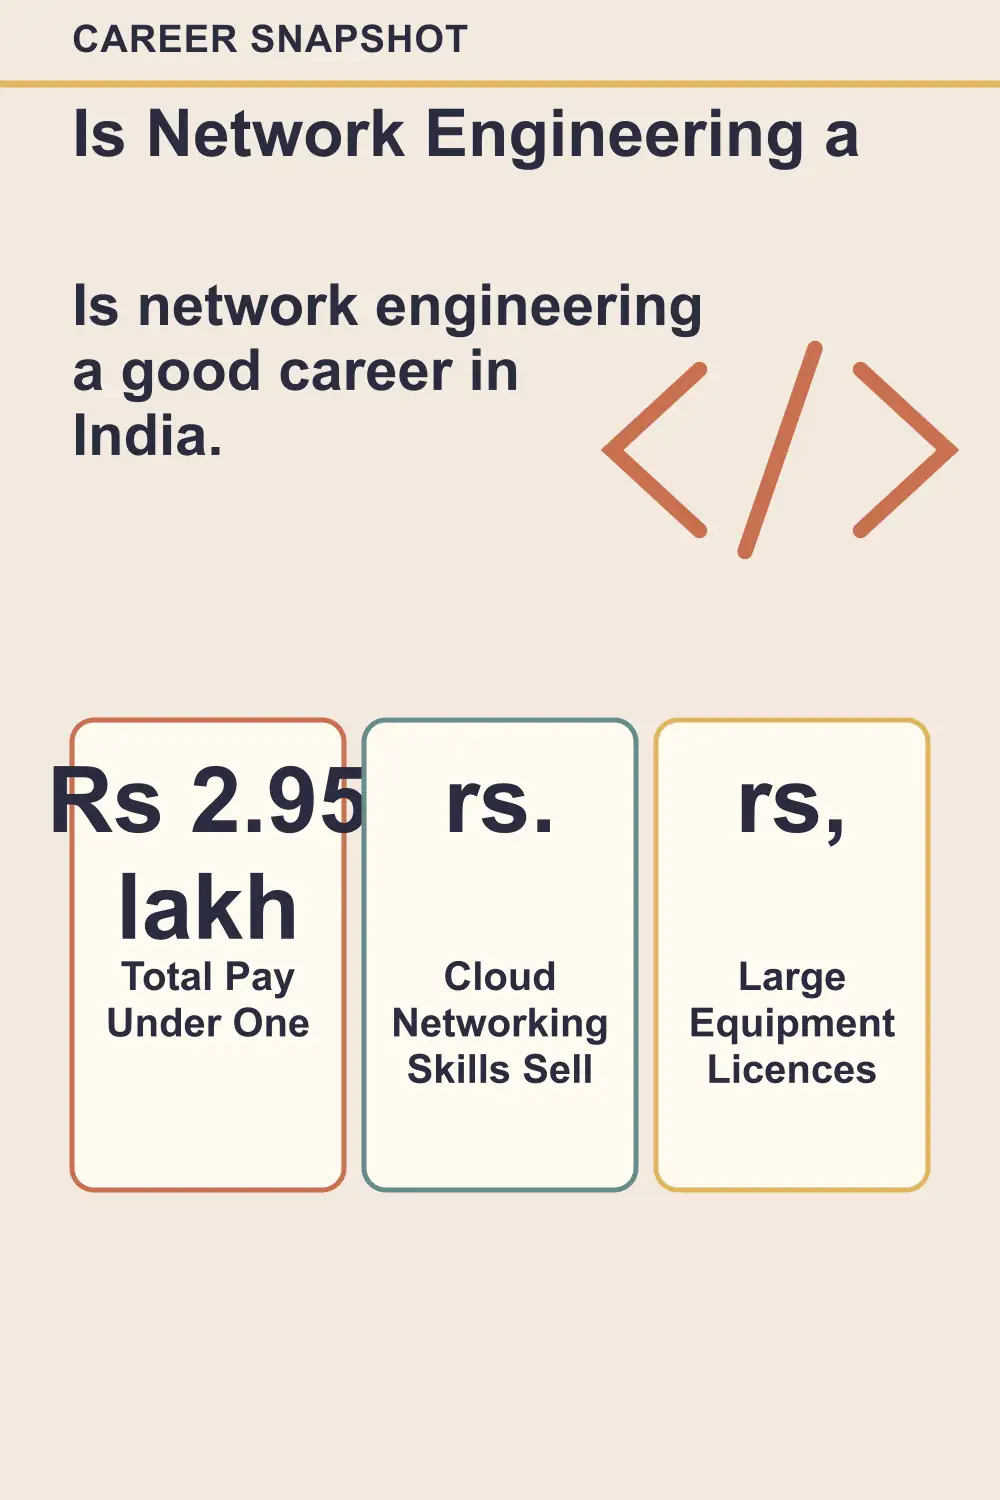 CAREER SNAPSHOT
Is Network Engineering a
Is network engineering
a good career in
India.
Rs 2.95
lakh
Total Pay
Under One
rs.
Cloud
Networking
Skills Sell
rs,
Large
Equipment
Licences